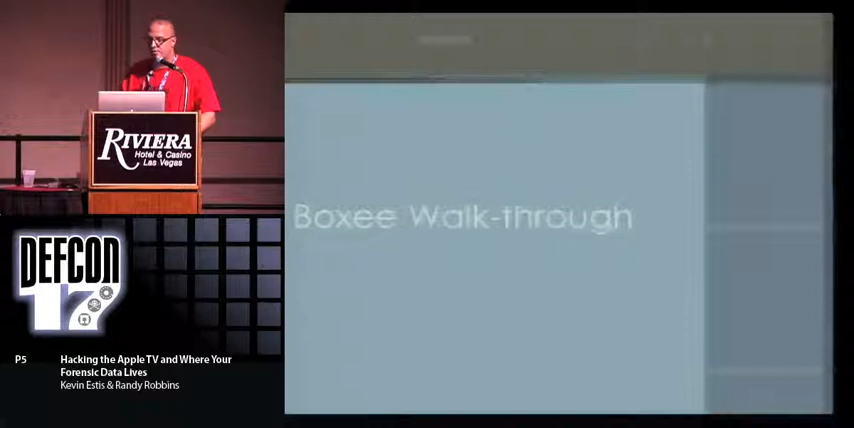 RIVIERA
Hotel & Casino
Las Vegas
Boxee Walk-through
DEFCON
17
P5 Hacking the Apple TV and Where Your
Forensic Data Lives
Kevin Estis & Randy Robbins